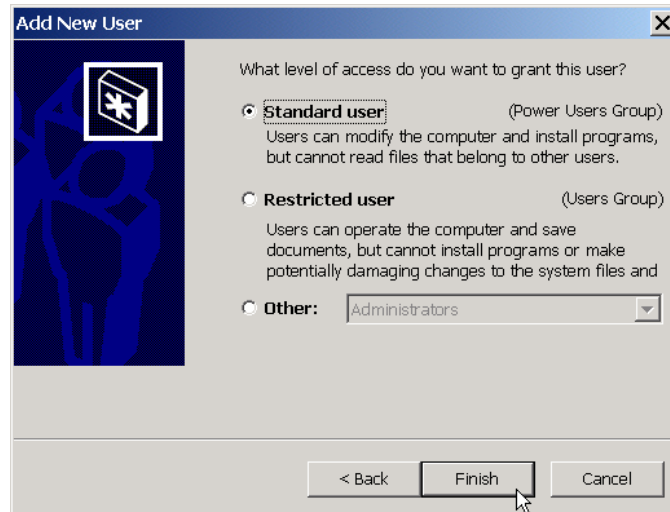 Add New User
What level of access do you want to grant this user?
Standard user (Power Users Group)
Users can modify the computer and install programs,
but cannot read files that belong to other users.
Restricted user (Users Group)
Users can operate the computer and save
documents, but cannot install programs or make
potentially damaging changes to the system files and
Other: Administrators
< Back Finish Cancel